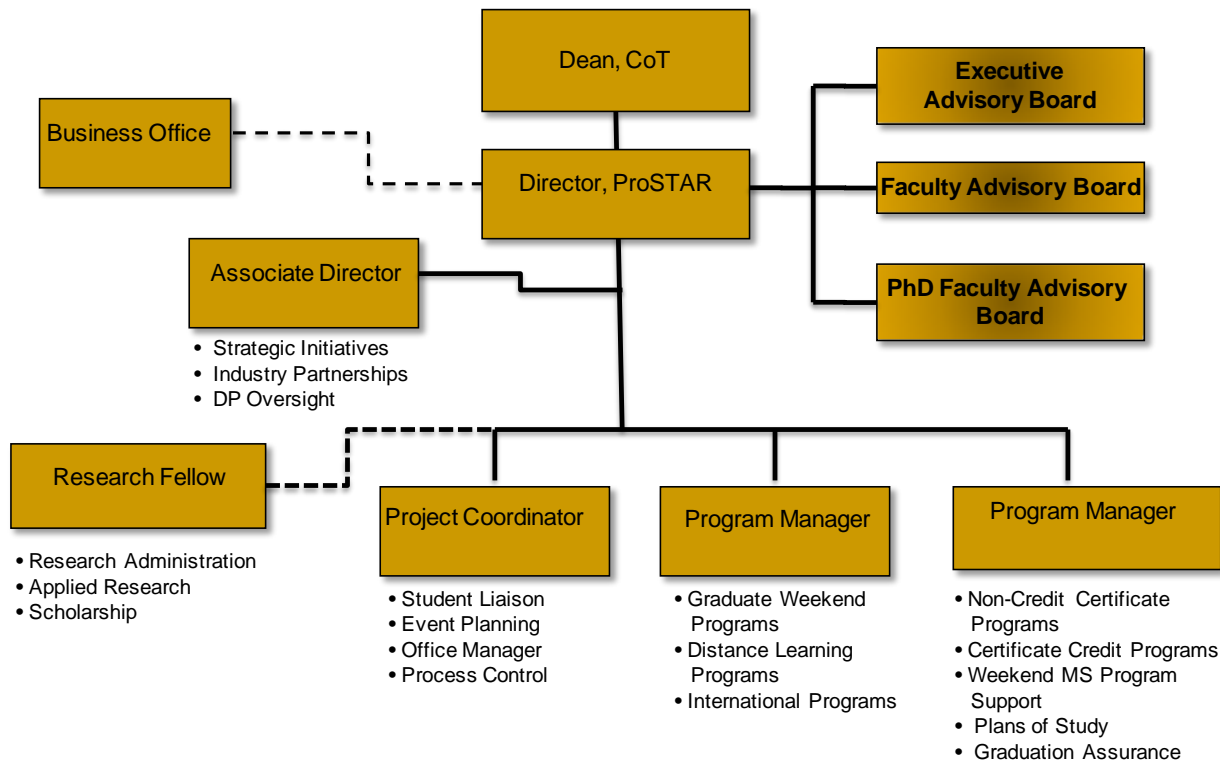 Dean, CoT
Executive
Advisory Board
Business Office
Director, ProSTAR
Faculty Advisory Board
Associate Director
PhD Faculty Advisory
Board
• Strategic Initiatives
• Industry Partnerships
• DP Oversight
Research Fellow
• Research Administration
• Applied Research
• Scholarship
Project Coordinator
• Student Liaison
• Event Planning
• Office Manager
• Process Control
Program Manager
• Graduate Weekend
Programs
• Distance Learning
Programs
• International Programs
Program Manager
• Non-Credit Certificate
Programs
• Certificate Credit Programs
• Weekend MS Program
Support
• Plans of Study
• Graduation Assurance